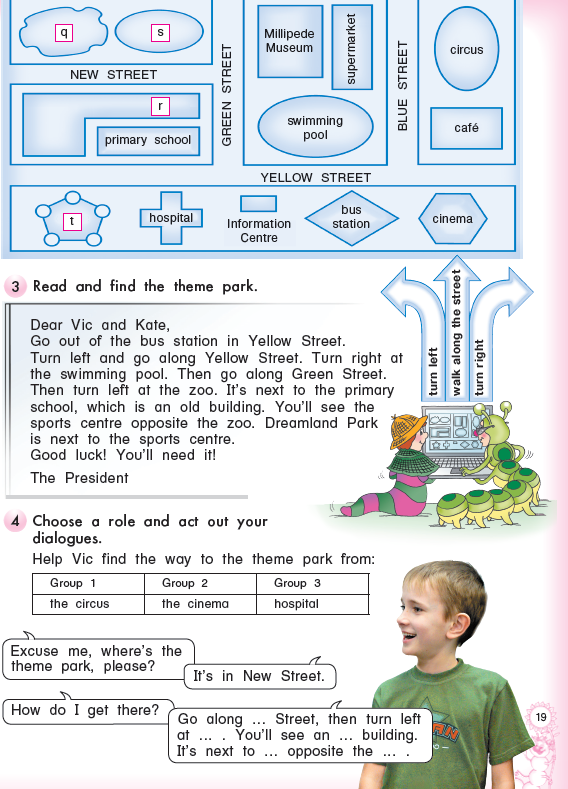 q
s
NEW STREET
r
primary school
GREEN STREET
Millipede
Museum
supermarket
swimming
pool
BLUE STREET
circus
café
YELLOW STREET
t
hospital
Information
Centre
bus
station
cinema
3 Read and find the theme park.
Dear Vic and Kate,
Go out of the bus station in Yellow Street.
Turn left and go along Yellow Street. Turn right at
the swimming pool. Then go along Green Street.
Then turn left at the zoo. It's next to the primary
school, which is an old building. You'll see the
sports centre opposite the zoo. Dreamland Park
is next to the sports centre.
Good luck! You'll need it!
The President
turn left
walk along the street
turn right
4 Choose a role and act out your
dialogues.
Help Vic find the way to the theme park from:
Group 1 Group 2 Group 3
the circus the cinema hospital
Excuse me, where's the
theme park, please?
It's in New Street.
How do I get there?
Go along ... Street, then turn left
at ... . You'll see an ... building.
It's next to ... opposite the ... .
19